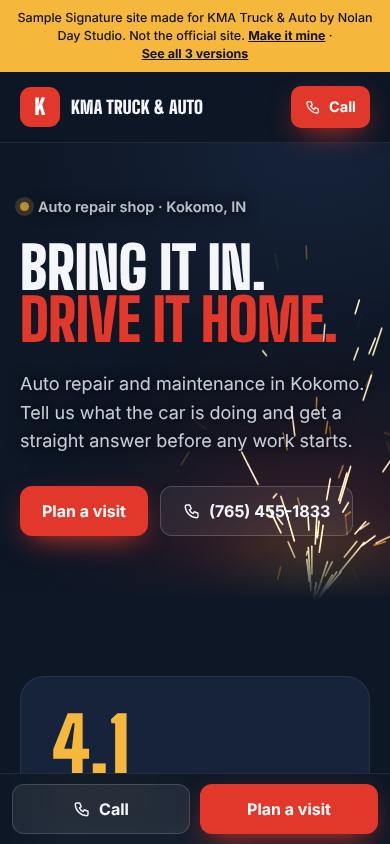 Sample Signature site made for KMA Truck & Auto by Nolan
Day Studio. Not the official site. Make it mine ·
See all 3 versions
K
KMA TRUCK & AUTO
Call
Auto repair shop · Kokomo, IN
BRING IT IN.
DRIVE IT HOME.
Auto repair and maintenance in Kokomo.
Tell us what the car is doing and get a
straight answer before any work starts.
Plan a visit
(765) 455-1833
4.1
Call
Plan a visit